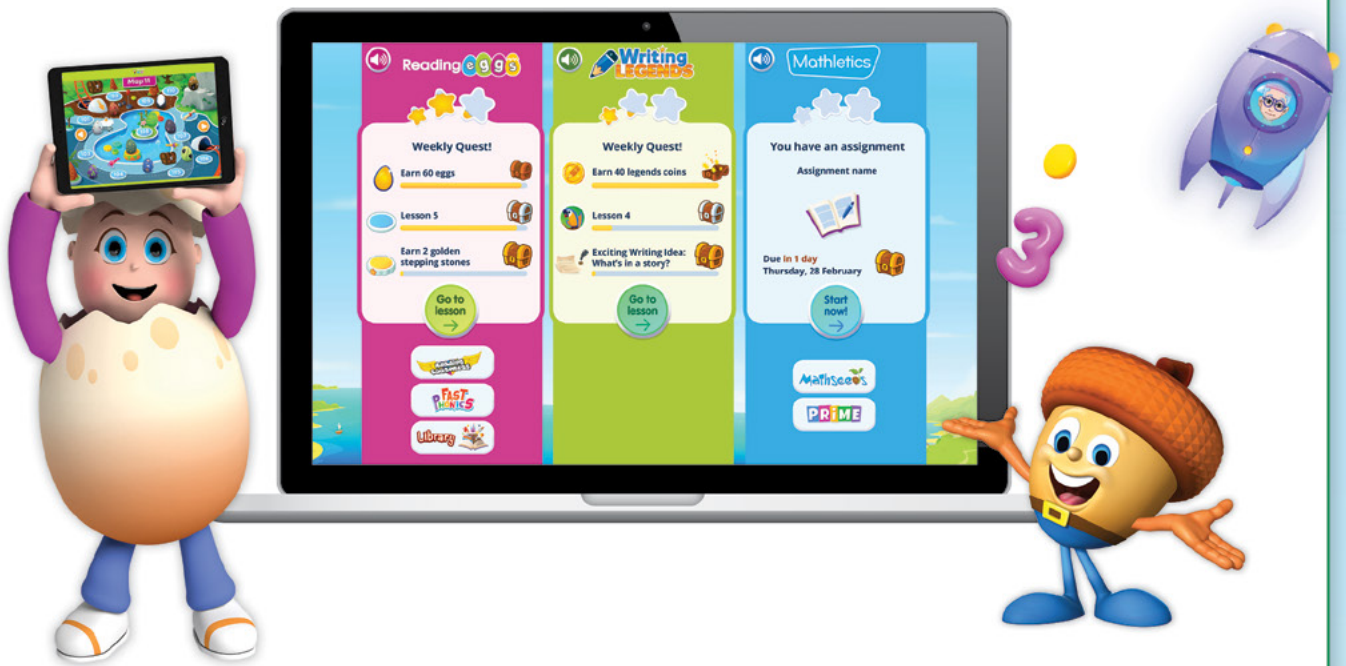 Map 11
Reading eggs
Weekly Quest!
Earn 60 eggs
Lesson 5
Earn 2 golden
stepping stones
Go to
lesson
FAST
PHONICS
Library
Writing
LEGENDS
Weekly Quest!
Earn 40 legends coins
Lesson 4
Exciting Writing Idea:
What's in a story?
Go to
lesson
Mathletics
You have an assignment
Assignment name
Due in 1 day
Thursday, 28 February
Start
now!
Mathseeds
PRIME
3